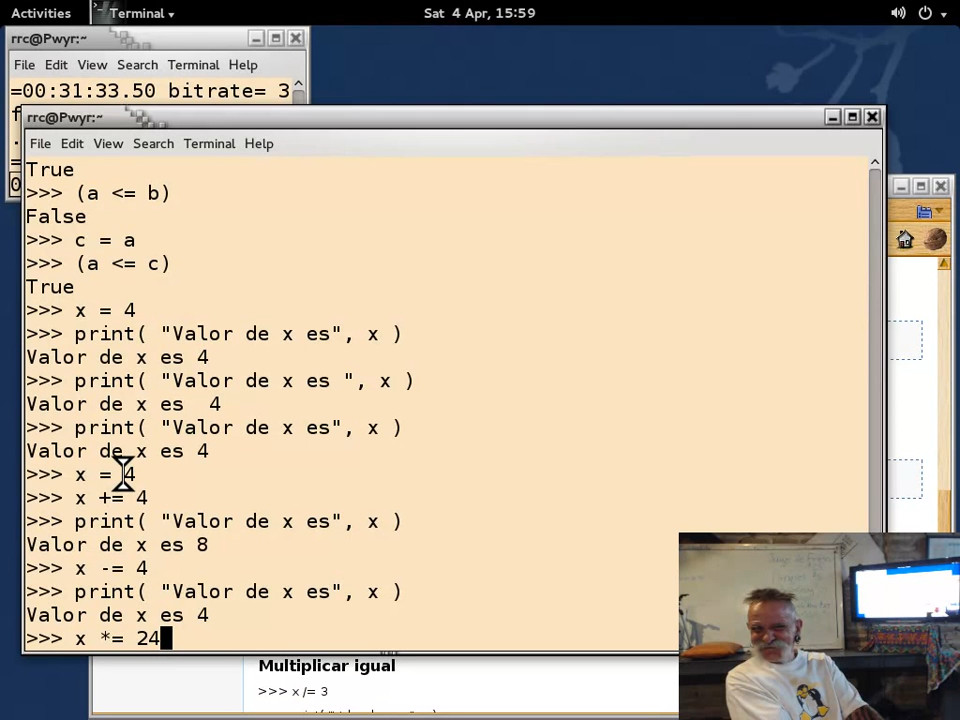 Activities Terminal Sat 4 Apr, 15:59
rrc@Pwyr:~
File Edit View Search Terminal Help
=00:31:33.50 bitrate= 3
rrc@Pwyr:~
File Edit View Search Terminal Help
True
>>> (a <= b)
False
>>> c = a
>>> (a <= c)
True
>>> x = 4
>>> print( "Valor de x es", x )
Valor de x es 4
>>> print( "Valor de x es ", x )
Valor de x es  4
>>> print( "Valor de x es", x )
Valor de x es 4
>>> x = 4
>>> x += 4
>>> print( "Valor de x es", x )
Valor de x es 8
>>> x -= 4
>>> print( "Valor de x es", x )
Valor de x es 4
>>> x *= 24
Multiplicar igual
>>> x /= 3